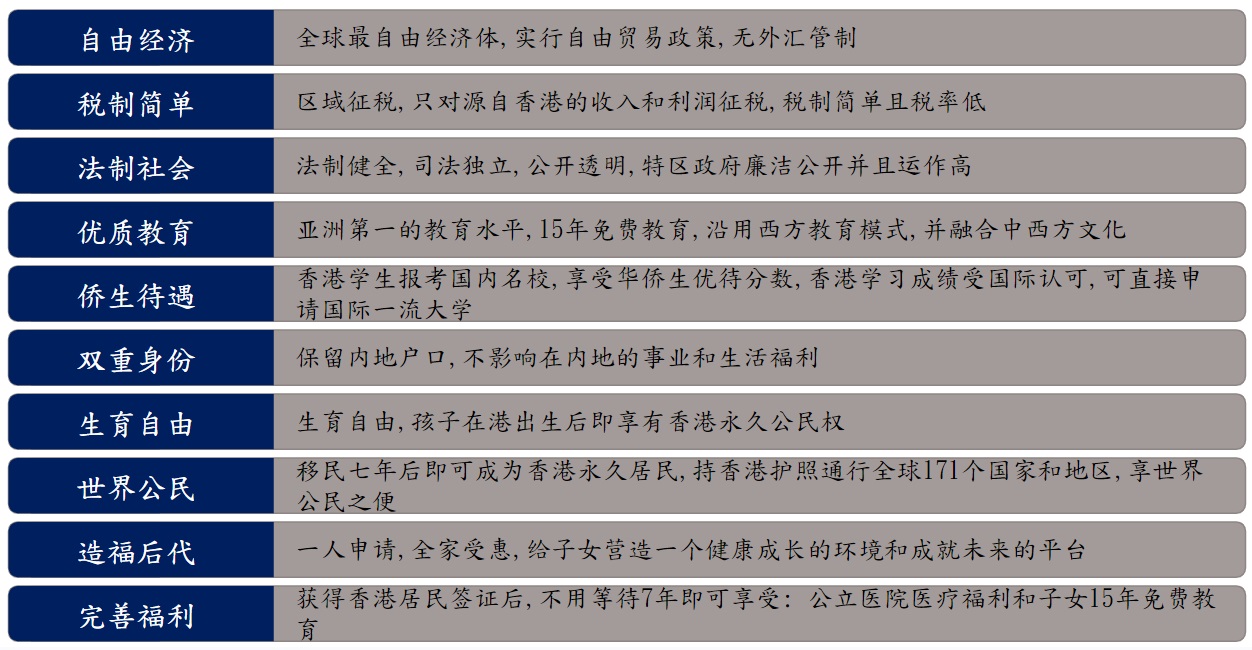 自由经济
全球最自由经济体, 实行自由贸易政策, 无外汇管制
税制简单
区域征税, 只对源自香港的收入和利润征税, 税制简单且税率低
法制社会
法制健全, 司法独立, 公开透明, 特区政府廉洁公开并且运作高
优质教育
亚洲第一的教育水平, 15年免费教育, 沿用西方教育模式, 并融合中西方文化
侨生待遇
香港学生报考国内名校, 享受华侨生优待分数, 香港学习成绩受国际认可, 可直接申
请国际一流大学
双重身份
保留内地户口, 不影响在内地的事业和生活福利
生育自由
生育自由, 孩子在港出生后即享有香港永久公民权
世界公民
移民七年后即可成为香港永久居民, 持香港护照通行全球171个国家和地区, 享世界
公民之便
造福后代
一人申请, 全家受惠, 给子女营造一个健康成长的环境和成就未来的平台
完善福利
获得香港居民签证后, 不用等待7年即可享受：公立医院医疗福利和子女15年免费教
育